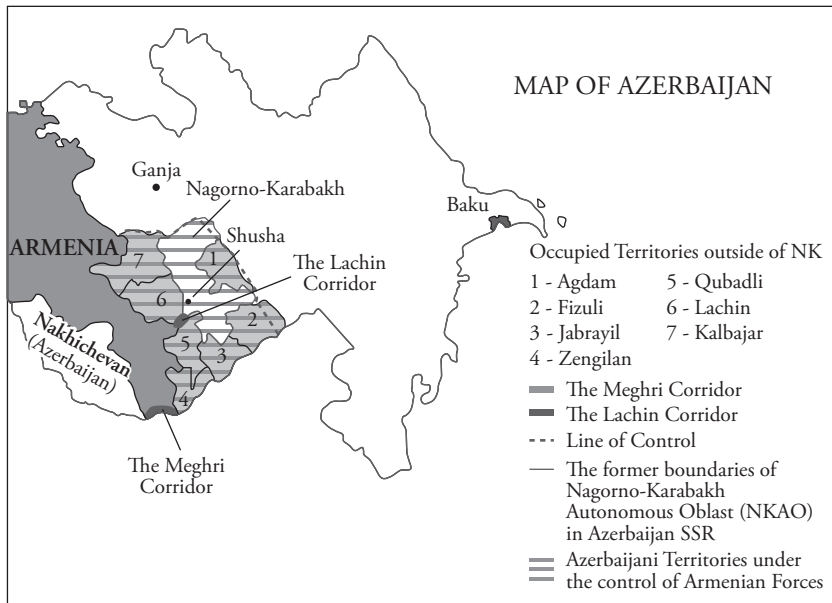 MAP OF AZERBAIJAN
Ganja
Nagorno-Karabakh
Baku
Shusha
ARMENIA
1
7
The Lachin
Corridor
6
2
5
3
4
Nakhichevan
(Azerbaijan)
The Meghri
Corridor
Occupied Territories outside of NK
1 - Agdam
2 - Fizuli
3 - Jabrayil
4 - Zengilan
5 - Qubadli
6 - Lachin
7 - Kalbajar
The Meghri Corridor
The Lachin Corridor
Line of Control
The former boundaries of
Nagorno-Karabakh
Autonomous Oblast (NKAO)
in Azerbaijan SSR
Azerbaijani Territories under
the control of Armenian Forces